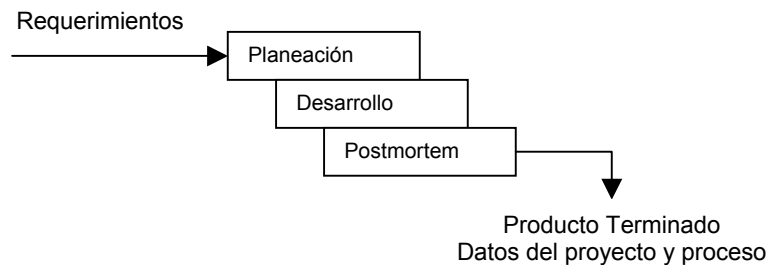 Requerimientos
Planeación
Desarrollo
Postmortem
Producto Terminado
Datos del proyecto y proceso